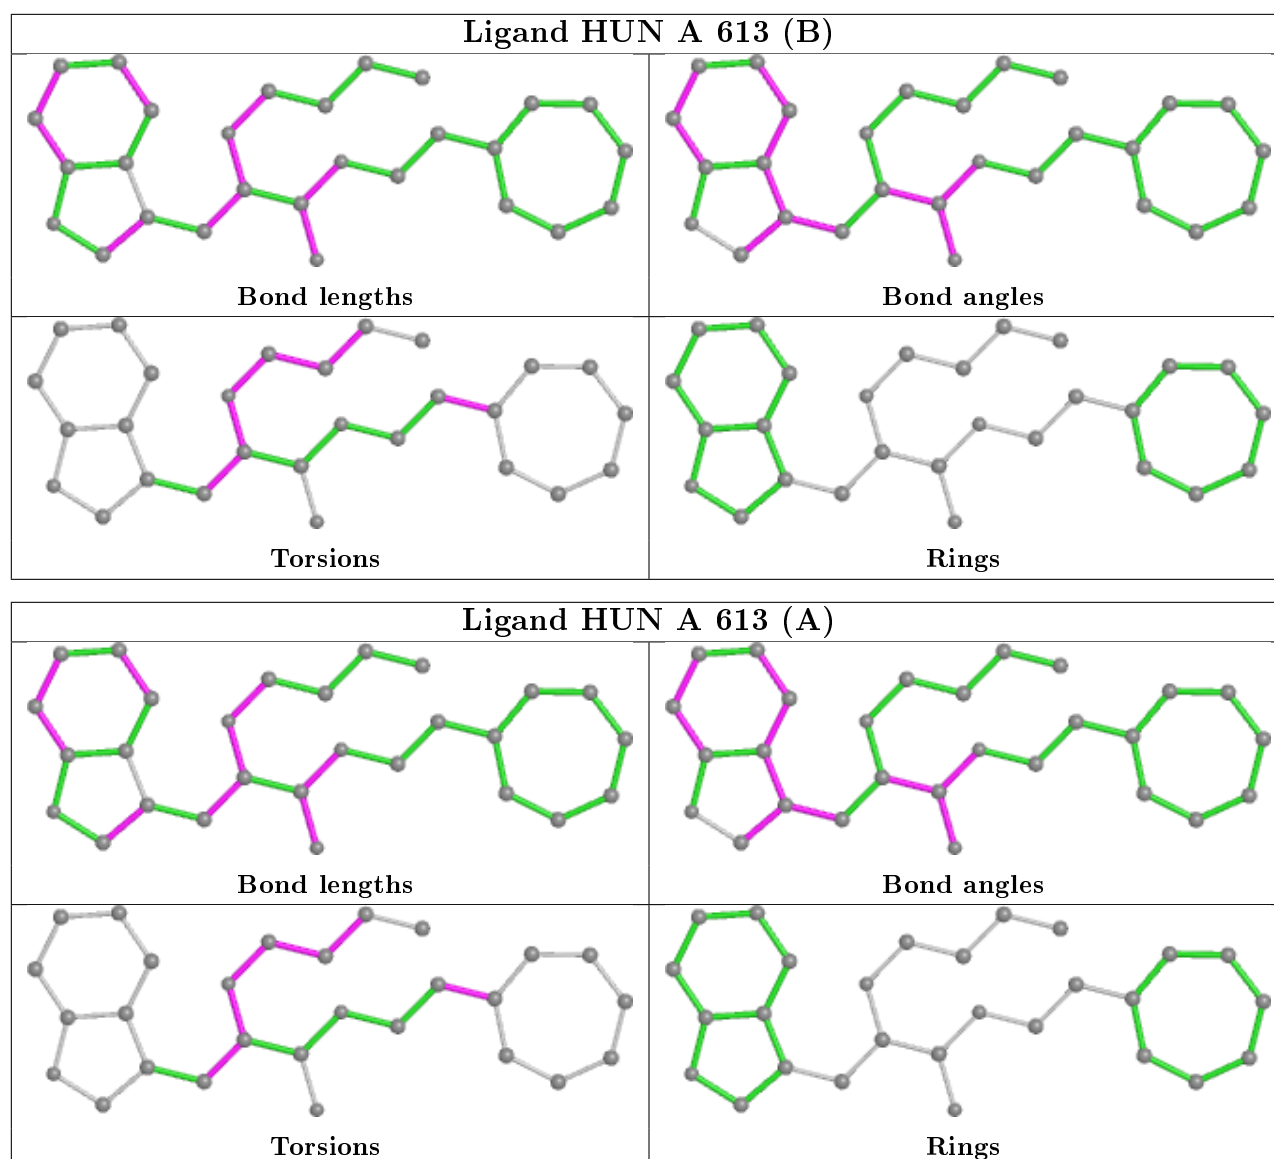 Ligand HUN A 613 (B)
Bond lengths
Bond angles
Torsions
Rings
Ligand HUN A 613 (A)
Bond lengths
Bond angles
Torsions
Rings